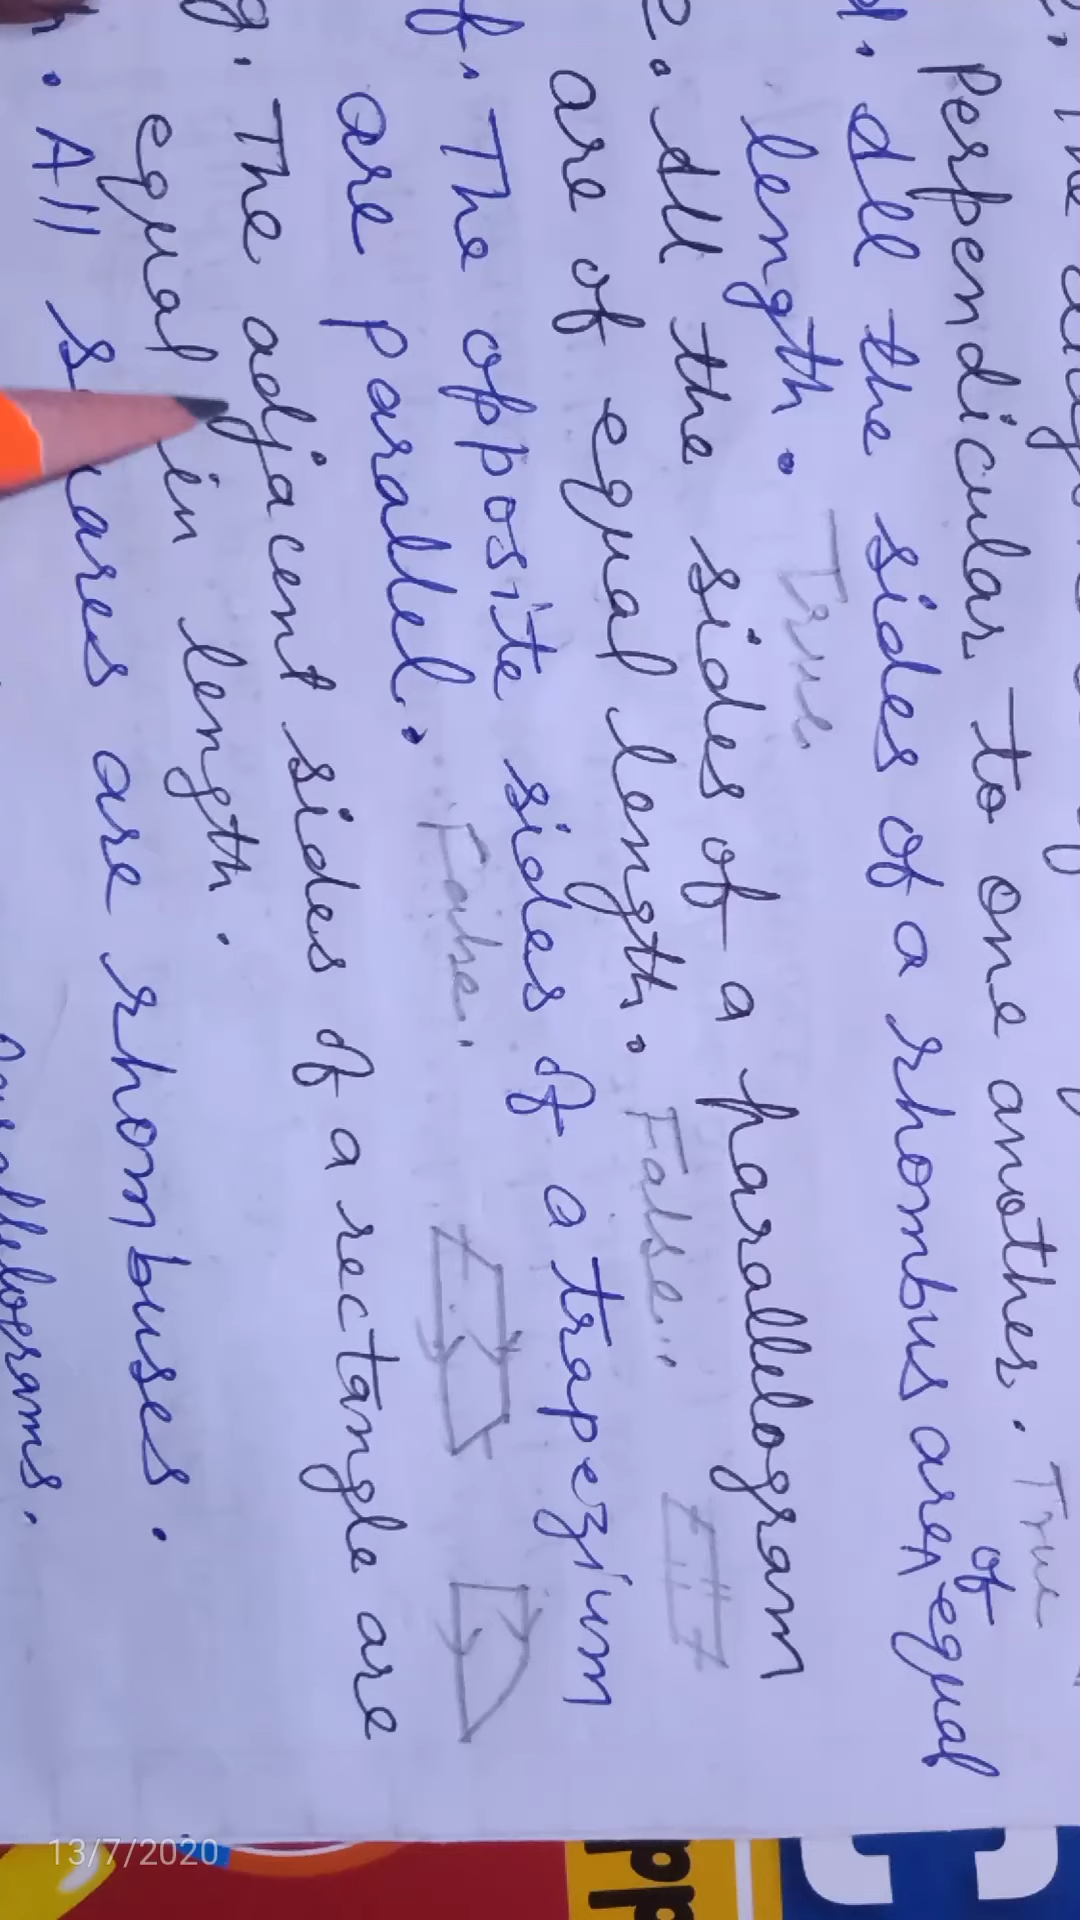 perpendicular to one another. True
d. All the sides of a rhombus are of equal
length. True.
e. All the sides of a parallelogram
are of equal length. False..
f. The opposite sides of a trapezium
are parallel. False.
g. The adjacent sides of a rectangle are
equal in length.
h. All are rhombuses.
parallelograms.
13/7/2020